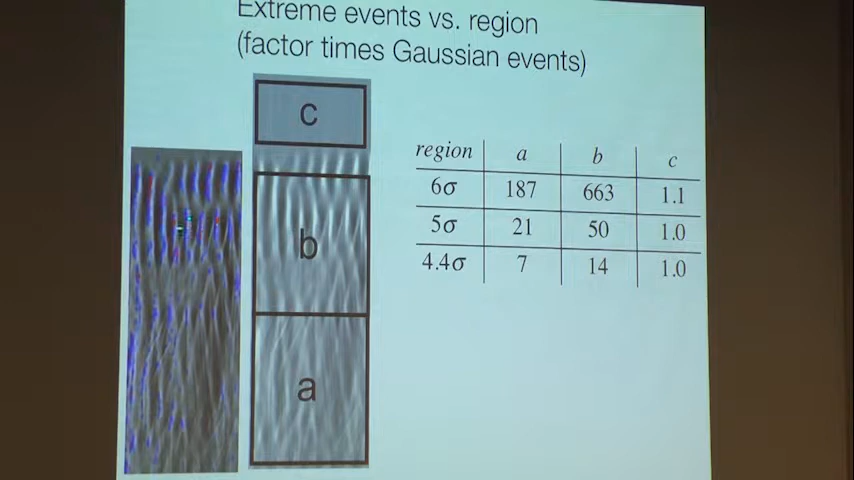 Extreme events vs. region
(factor times Gaussian events)
c
b
a
region a b c
6σ 187 663 1.1
5σ 21 50 1.0
4.4σ 7 14 1.0